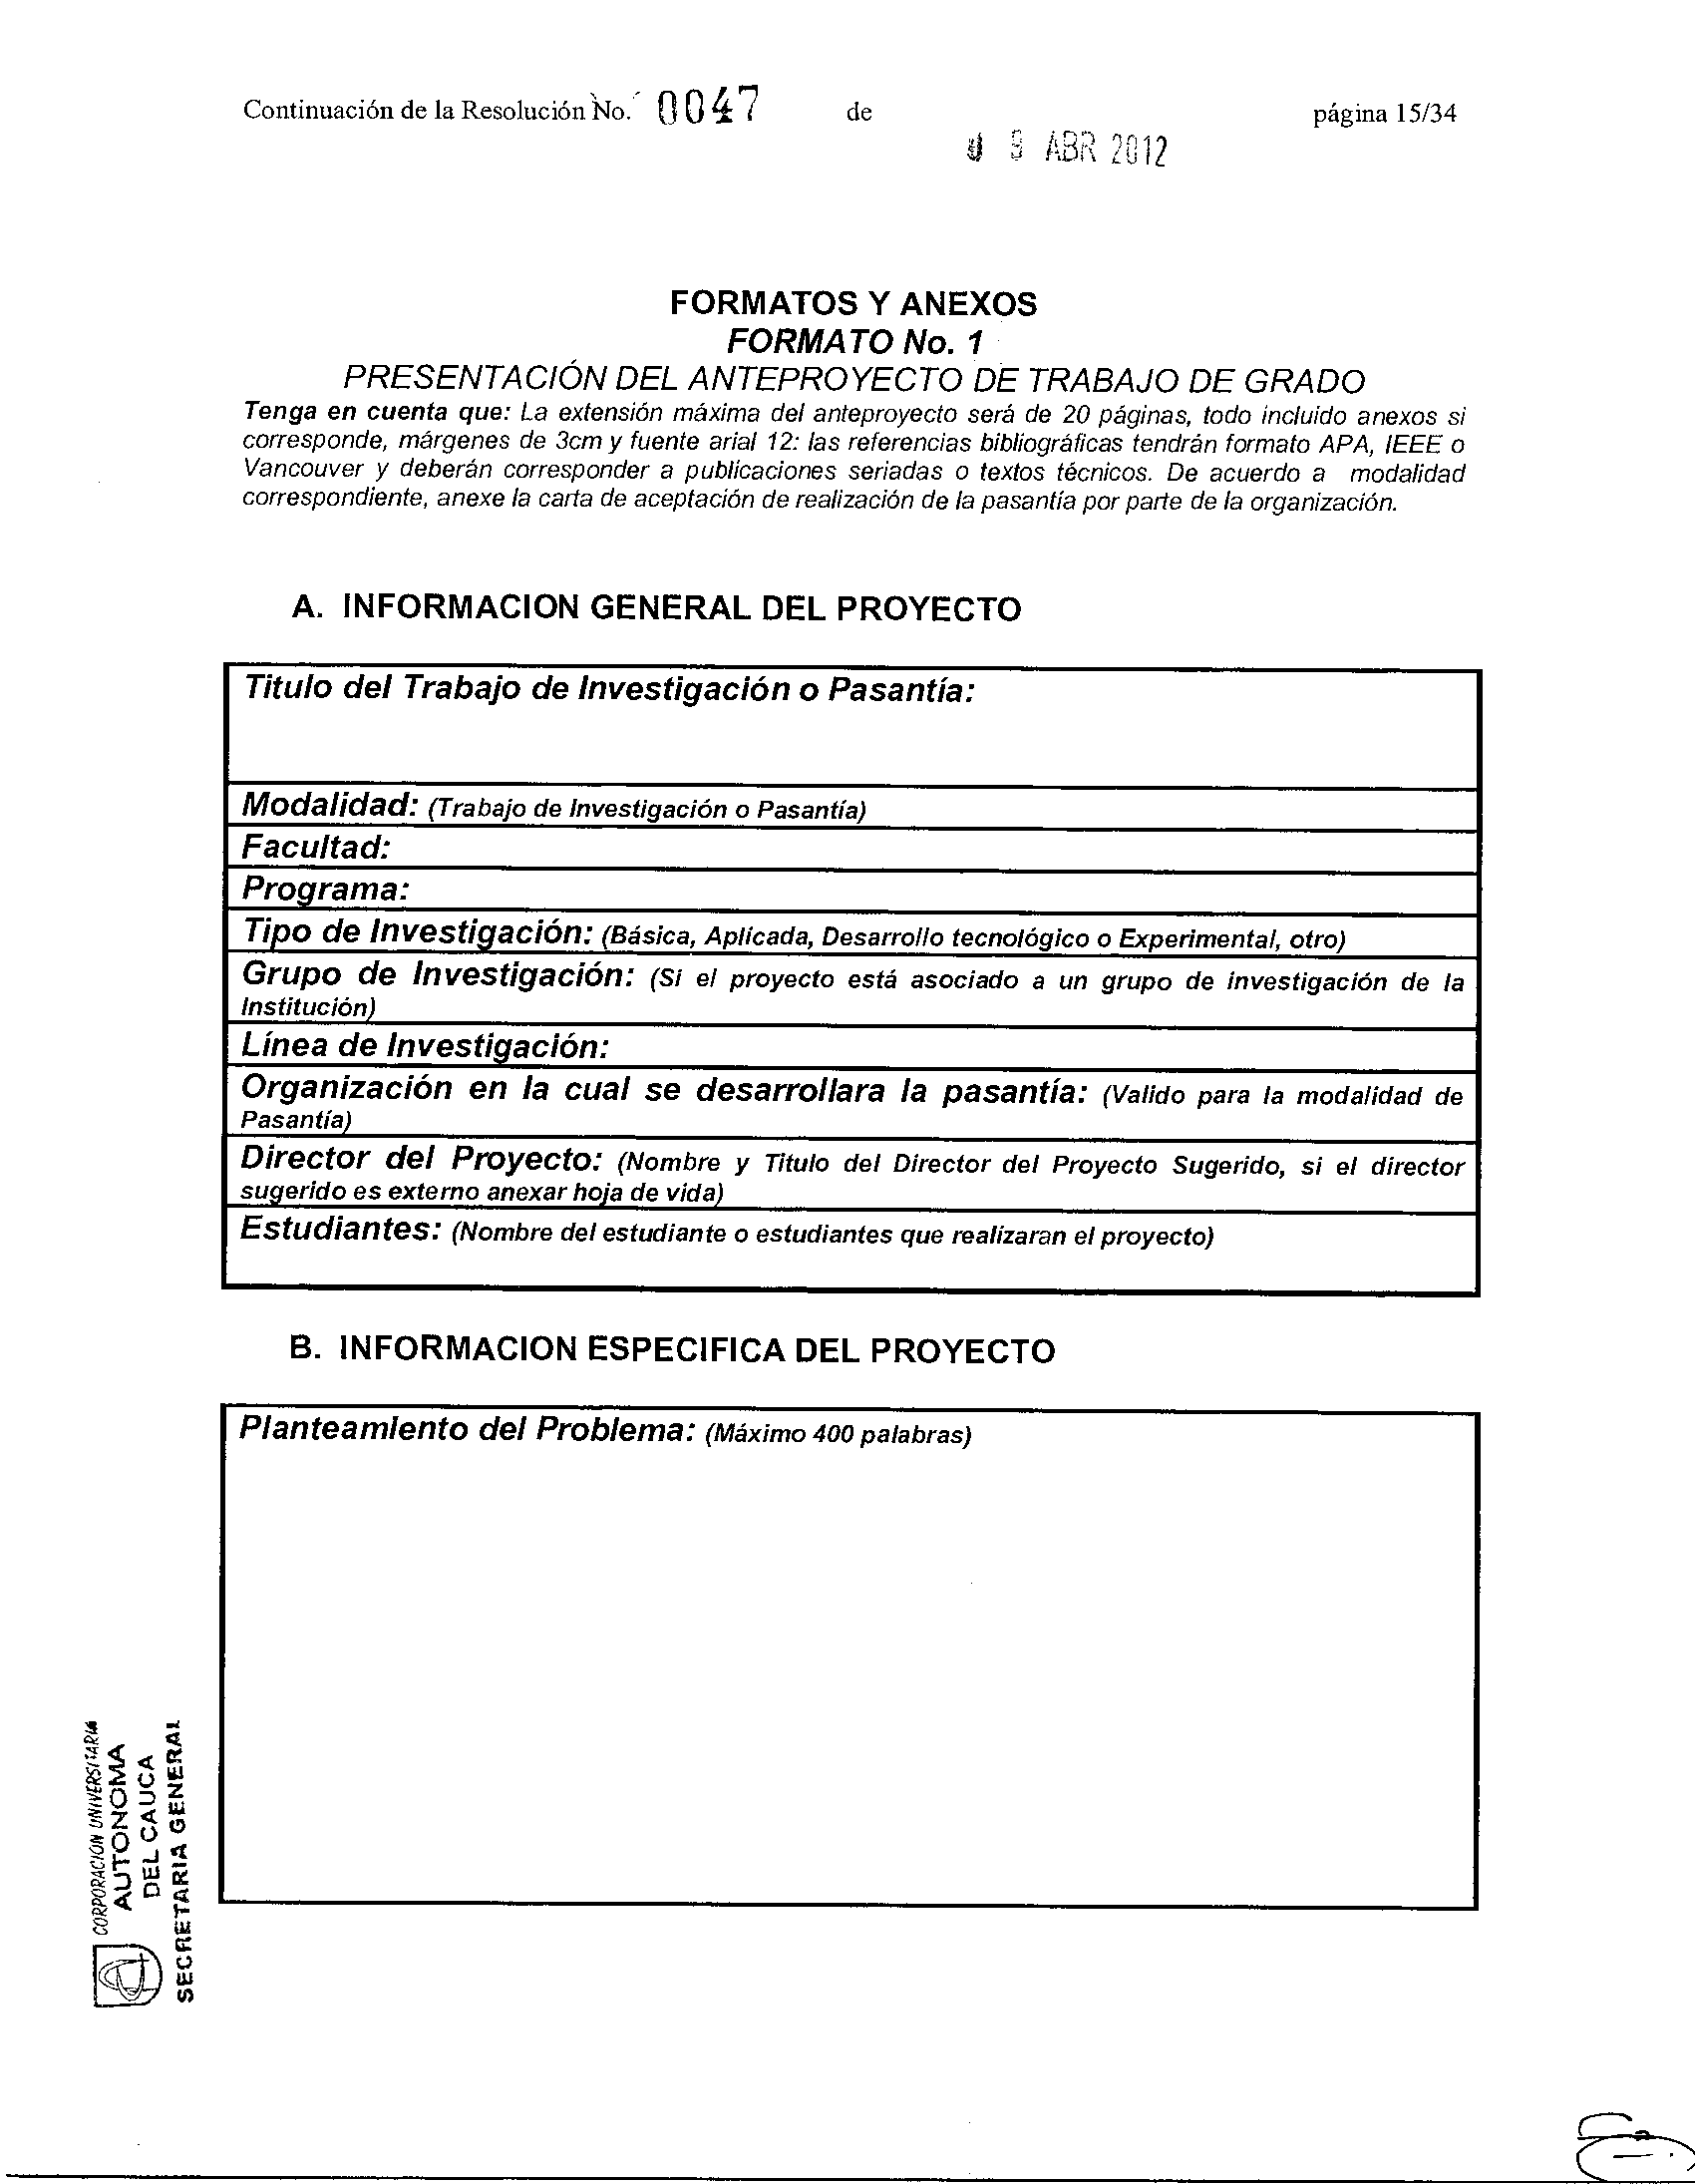 Continuación de la Resolución No. 0047 de página 15/34
9 ABR 2012
FORMATOS Y ANEXOS
FORMATO No. 1
PRESENTACIÓN DEL ANTEPROYECTO DE TRABAJO DE GRADO
Tenga en cuenta que: La extensión máxima del anteproyecto será de 20 páginas, todo incluido anexos si
corresponde, márgenes de 3cm y fuente arial 12: las referencias bibliográficas tendrán formato APA, IEEE o
Vancouver y deberán corresponder a publicaciones seriadas o textos técnicos. De acuerdo a modalidad
correspondiente, anexe la carta de aceptación de realización de la pasantía por parte de la organización.
A. INFORMACION GENERAL DEL PROYECTO
Titulo del Trabajo de Investigación o Pasantía:
Modalidad: (Trabajo de Investigación o Pasantía)
Facultad:
Programa:
Tipo de Investigación: (Básica, Aplicada, Desarrollo tecnológico o Experimental, otro)
Grupo de Investigación: (Si el proyecto está asociado a un grupo de investigación de la
Institución)
Línea de Investigación:
Organización en la cual se desarrollara la pasantía: (Valido para la modalidad de
Pasantía)
Director del Proyecto: (Nombre y Titulo del Director del Proyecto Sugerido, si el director
sugerido es externo anexar hoja de vida)
Estudiantes: (Nombre del estudiante o estudiantes que realizaran el proyecto)
B. INFORMACION ESPECIFICA DEL PROYECTO
Planteamiento del Problema: (Máximo 400 palabras)
CORPORACION UNIVERSITARIA
AUTONOMA
DEL CAUCA
SECRETARIA GENERAL